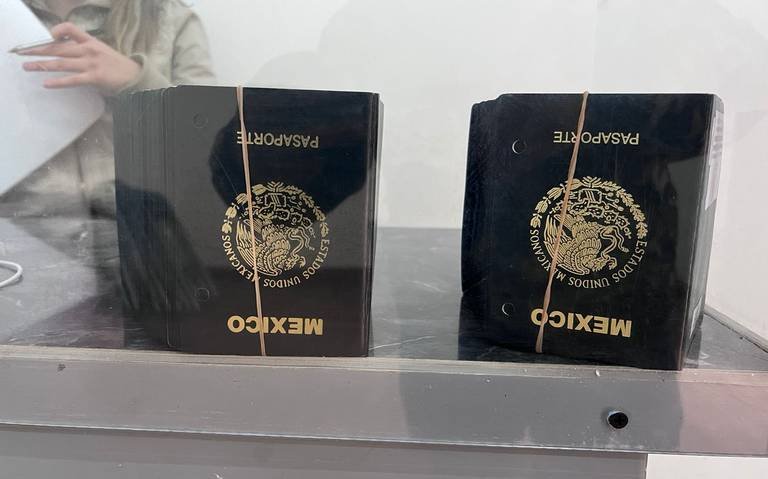 MEXICO
ESTADOS UNIDOS MEXICANOS
PASAPORTE
MEXICO
ESTADOS UNIDOS MEXICANOS
PASAPORTE